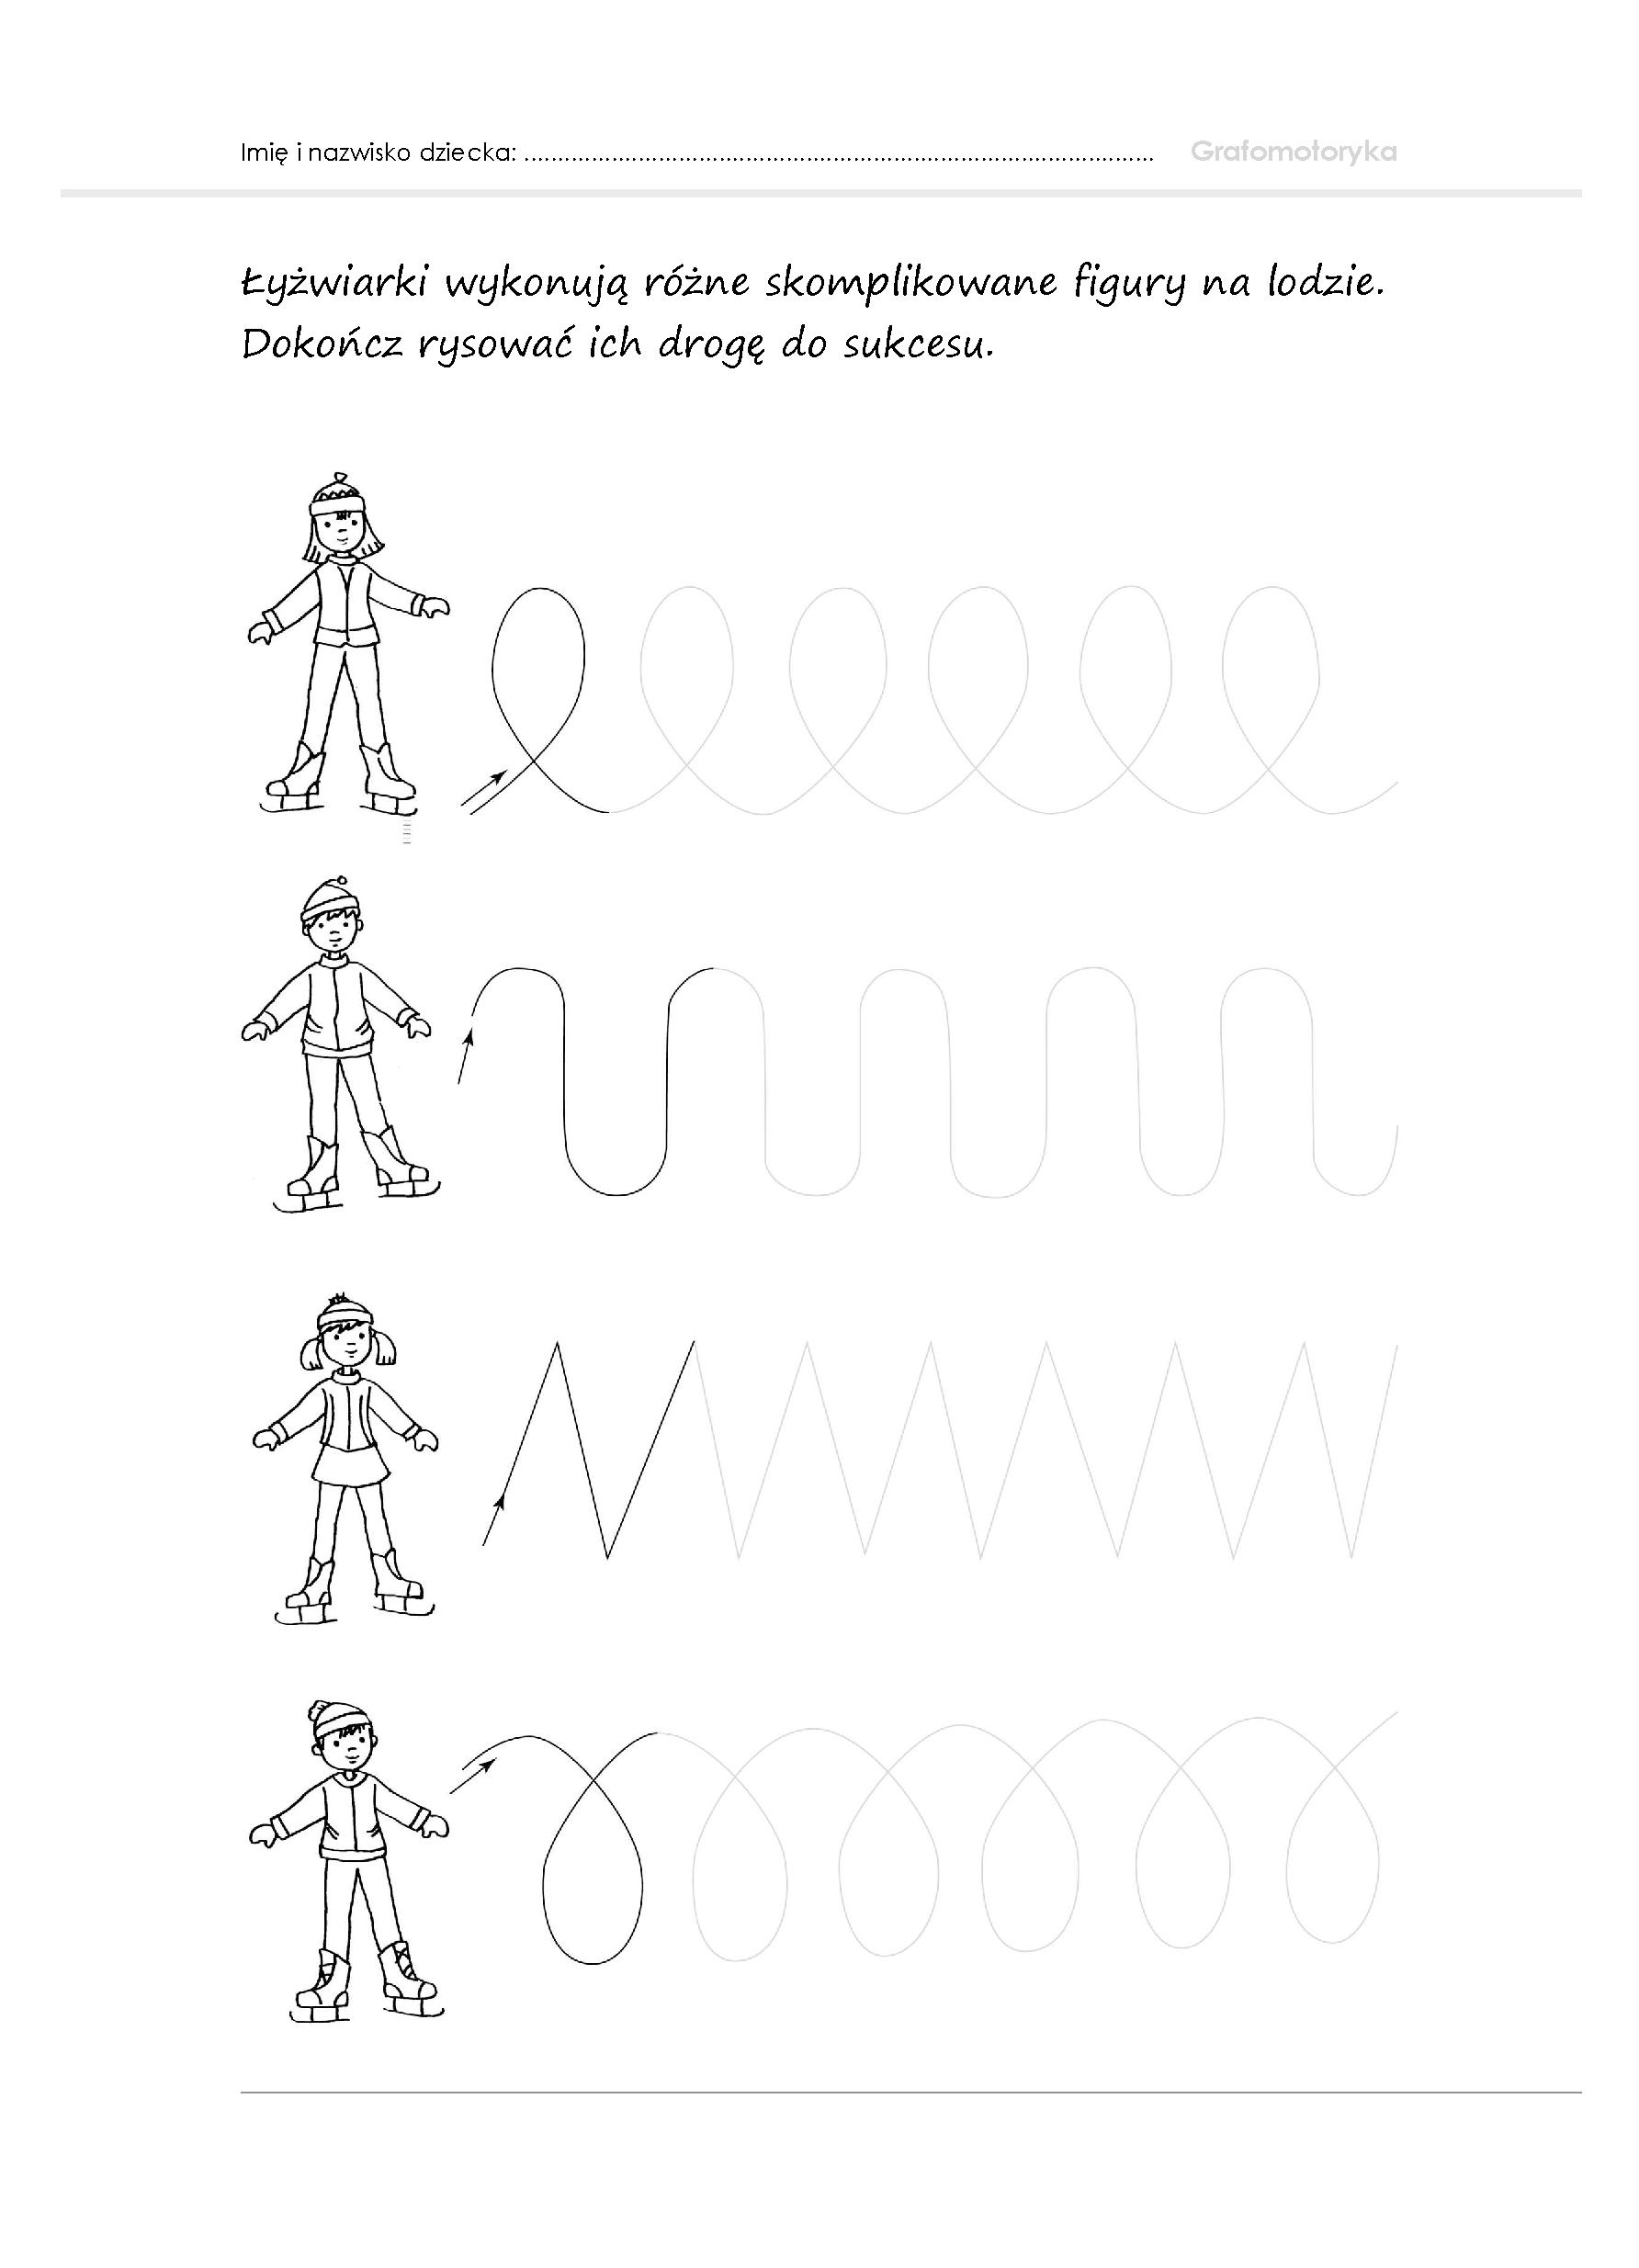 Imię i nazwisko dziecka: ............................................................................................... Grafomotoryka
Łyżwiarki wykonują różne skomplikowane figury na lodzie.
Dokończ rysować ich drogę do sukcesu.